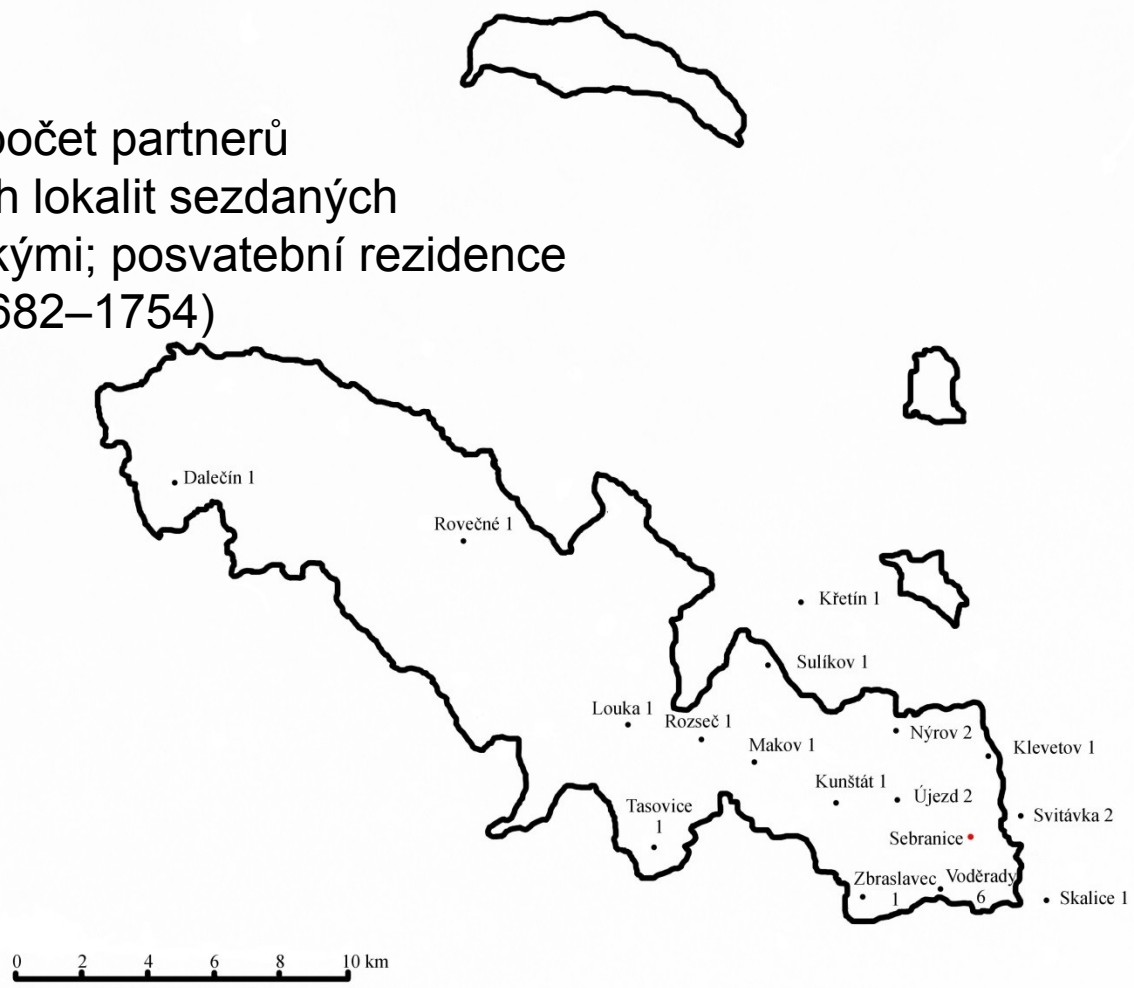 počet partnerů
h lokalit sezdaných
kými; posvatební rezidence
682–1754)
Dalečín 1
Rovečné 1
Křetín 1
Sulíkov 1
Louka 1
Rozseč 1
Nýrov 2
Makov 1
Klevetov 1
Kunštát 1
Újezd 2
Tasovice
1
Svitávka 2
Sebranice
Zbraslavec
1
Voděrady
6
Skalice 1
0 2 4 6 8 10 km